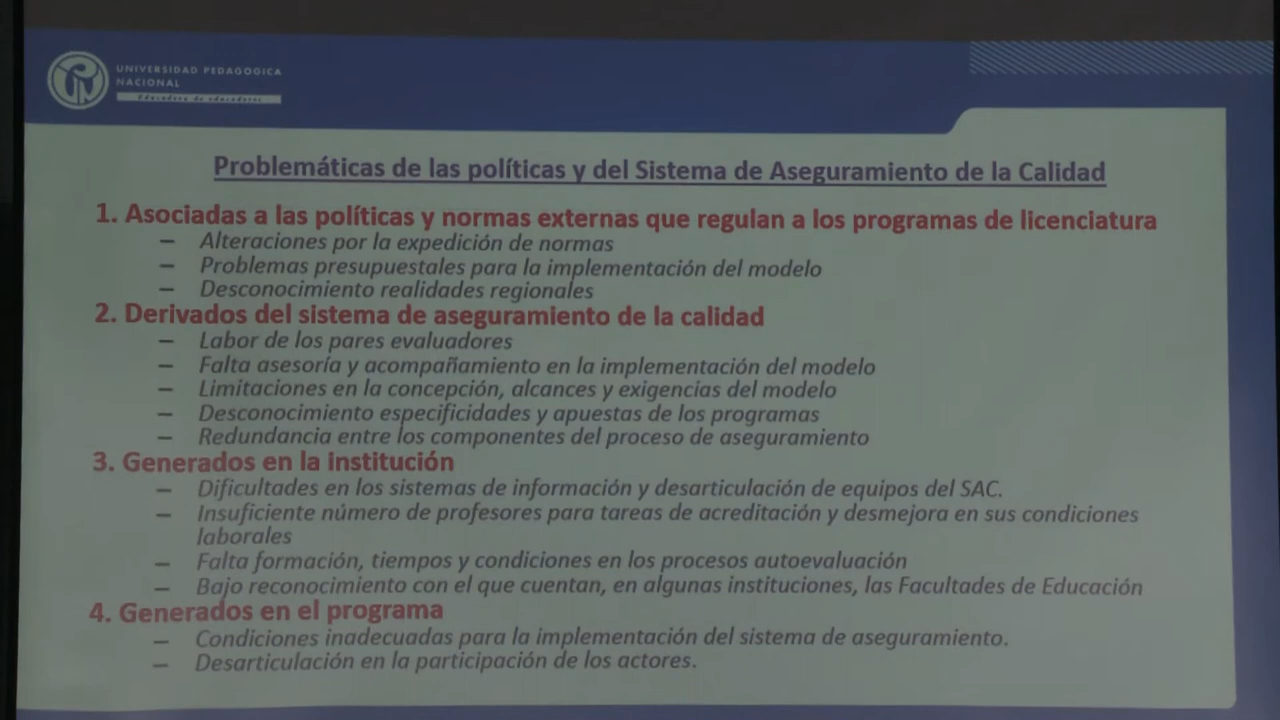 UNIVERSIDAD PEDAGOGICA
NACIONAL
Educadora de educadores
Problemáticas de las políticas y del Sistema de Aseguramiento de la Calidad
1. Asociadas a las políticas y normas externas que regulan a los programas de licenciatura
– Alteraciones por la expedición de normas
– Problemas presupuestales para la implementación del modelo
– Desconocimiento realidades regionales
2. Derivados del sistema de aseguramiento de la calidad
– Labor de los pares evaluadores
– Falta asesoría y acompañamiento en la implementación del modelo
– Limitaciones en la concepción, alcances y exigencias del modelo
– Desconocimiento especificidades y apuestas de los programas
– Redundancia entre los componentes del proceso de aseguramiento
3. Generados en la institución
– Dificultades en los sistemas de información y desarticulación de equipos del SAC.
– Insuficiente número de profesores para tareas de acreditación y desmejora en sus condiciones
laborales
– Falta formación, tiempos y condiciones en los procesos autoevaluación
– Bajo reconocimiento con el que cuentan, en algunas instituciones, las Facultades de Educación
4. Generados en el programa
– Condiciones inadecuadas para la implementación del sistema de aseguramiento.
– Desarticulación en la participación de los actores.